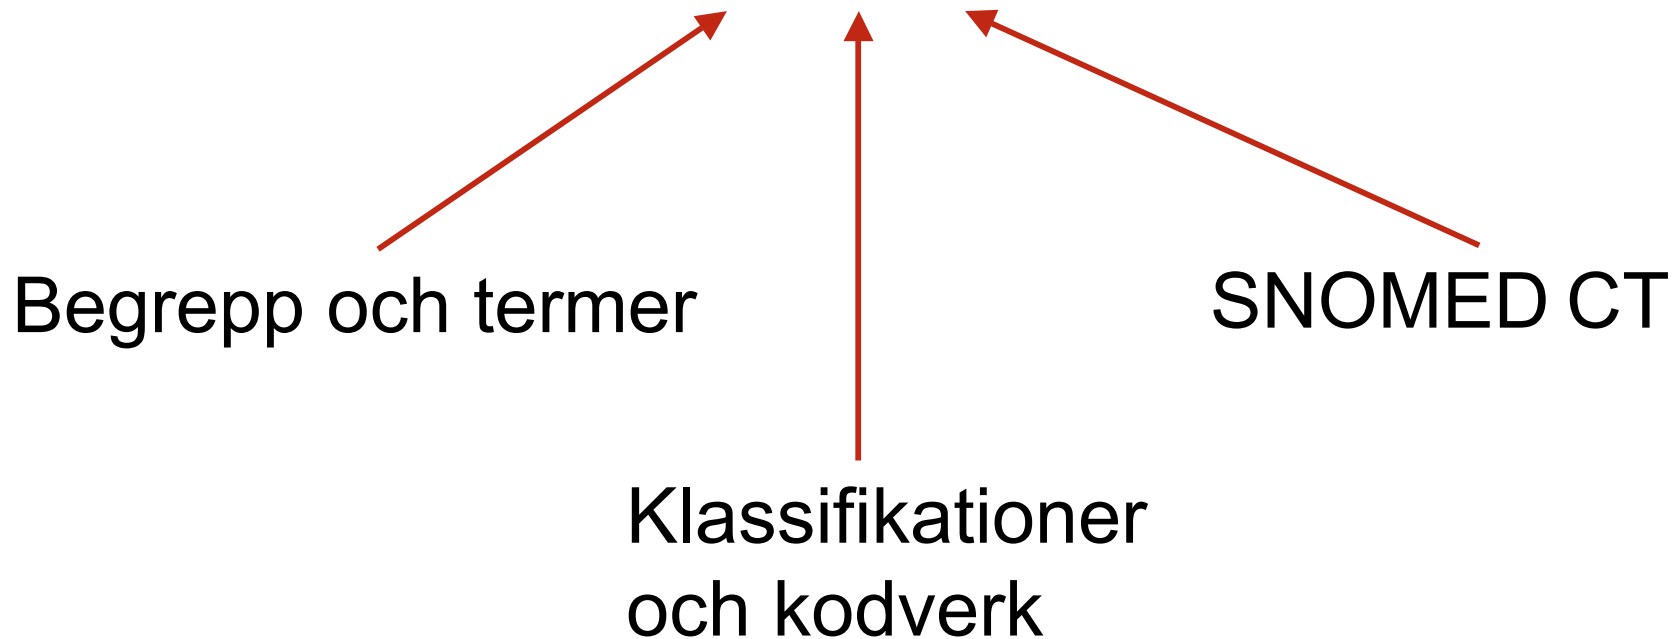 Begrepp och termer
SNOMED CT
Klassifikationer
och kodverk